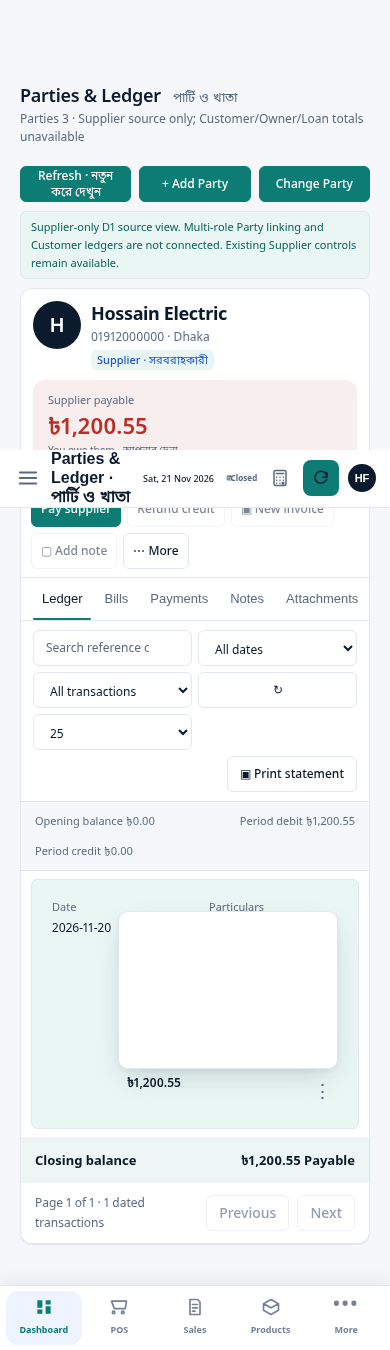 Parties & Ledger পার্টি ও খাতা
Parties 3 · Supplier source only; Customer/Owner/Loan totals
unavailable
Refresh · নতুন
করে দেখুন
+ Add Party
Change Party
Supplier-only D1 source view. Multi-role Party linking and
Customer ledgers are not connected. Existing Supplier controls
remain available.
H
Hossain Electric
01912000000 · Dhaka
Supplier · সরবরাহকারী
Supplier payable
৳1,200.55
Parties &
Ledger ·
পার্টি ও খাতা
Sat, 21 Nov 2026
Closed
HF
Pay supplier
Refund credit
▣ New invoice
▢ Add note
··· More
Ledger Bills Payments Notes Attachments
Search reference c
All dates
All transactions
↻
25
▣ Print statement
Opening balance ৳0.00
Period debit ৳1,200.55
Period credit ৳0.00
Date
Particulars
2026-11-20
৳1,200.55
⋮
Closing balance
৳1,200.55 Payable
Page 1 of 1 · 1 dated
transactions
Previous
Next
Dashboard POS Sales Products More